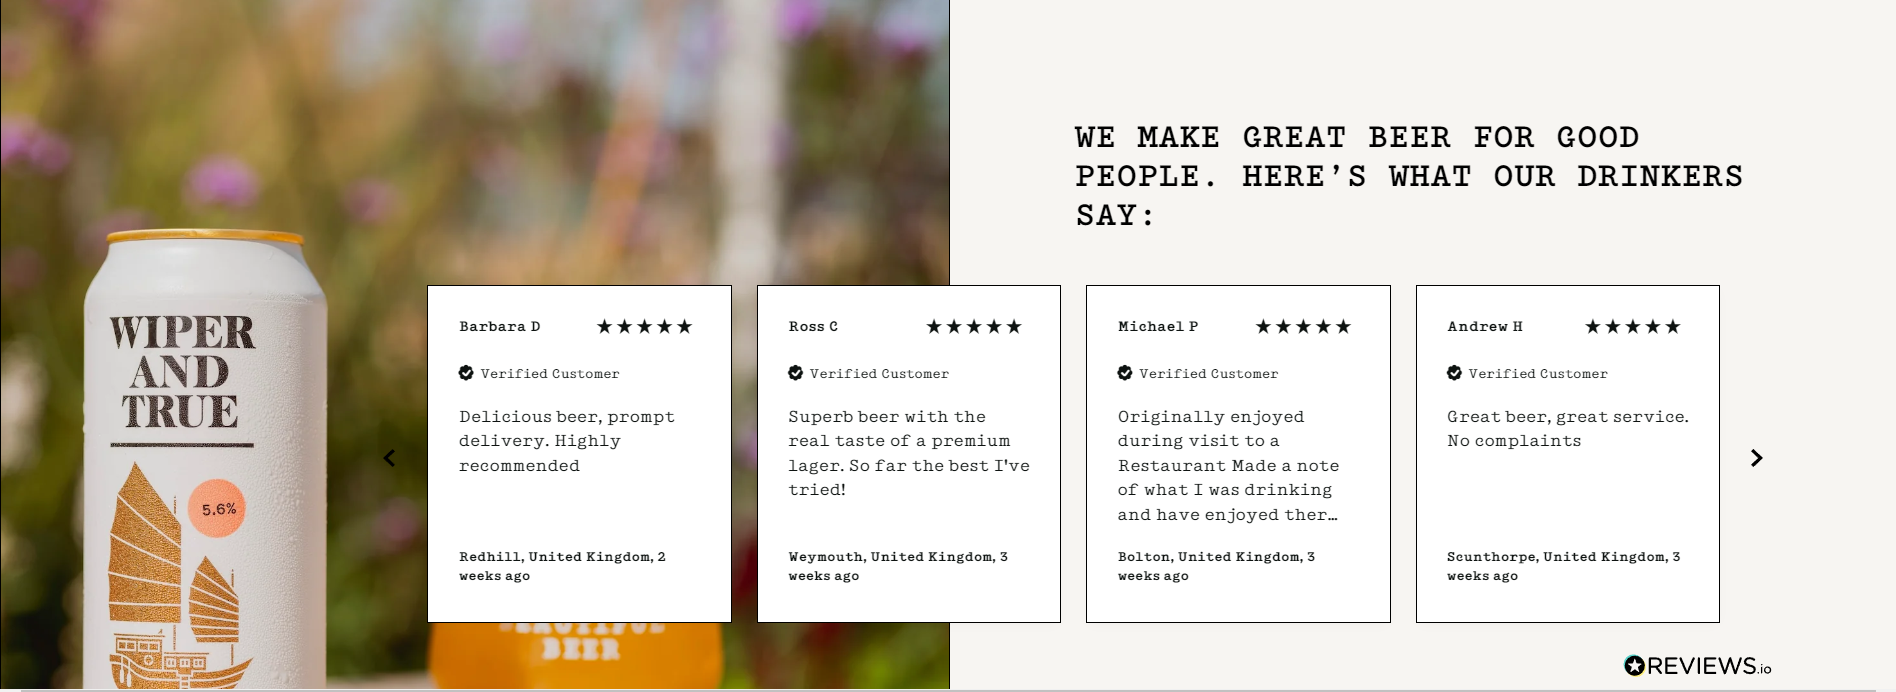 WE MAKE GREAT BEER FOR GOOD
PEOPLE. HERE'S WHAT OUR DRINKERS
SAY:
WIPER
AND
TRUE
5.6%
Barbara D ★★★★★
Verified Customer
Delicious beer, prompt
delivery. Highly
recommended
Redhill, United Kingdom, 2
weeks ago
Ross C ★★★★★
Verified Customer
Superb beer with the
real taste of a premium
lager. So far the best I've
tried!
Weymouth, United Kingdom, 3
weeks ago
Michael P ★★★★★
Verified Customer
Originally enjoyed
during visit to a
Restaurant Made a note
of what I was drinking
and have enjoyed ther…
Bolton, United Kingdom, 3
weeks ago
Andrew H ★★★★★
Verified Customer
Great beer, great service.
No complaints
Scunthorpe, United Kingdom, 3
weeks ago
BEER
REVIEWS.io